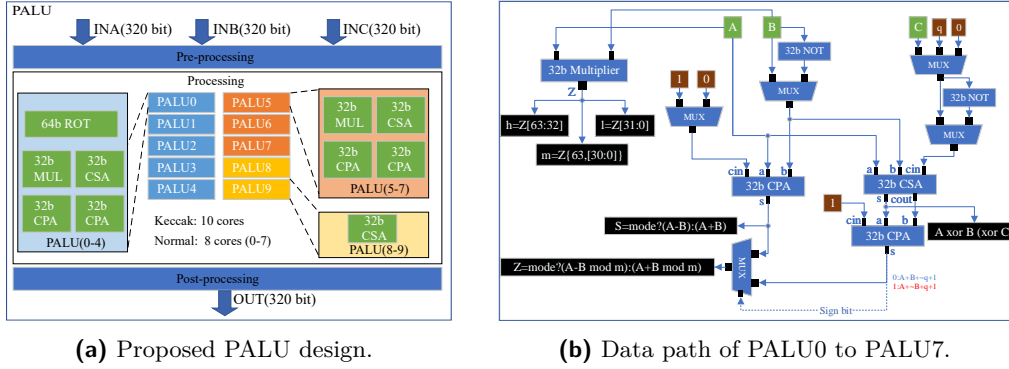 PALU
INA(320 bit)
INB(320 bit)
INC(320 bit)
Pre-processing
Processing
64b ROT
32b MUL
32b CSA
32b CPA
32b CPA
PALU(0-4)
PALU0
PALU1
PALU2
PALU3
PALU4
PALU5
PALU6
PALU7
PALU8
PALU9
Keccak: 10 cores
Normal: 8 cores (0-7)
32b MUL
32b CSA
32b CPA
32b CPA
PALU(5-7)
32b CSA
PALU(8-9)
Post-processing
OUT(320 bit)
(a) Proposed PALU design.
A
B
C
q
0
32b NOT
MUX
32b Multiplier
Z
1
0
MUX
MUX
32b NOT
MUX
h=Z[63:32]
l=Z[31:0]
m=Z{63,[30:0]}
cin
a
b
32b CPA
s
a
b
cin
32b CSA
s
cout
1
cin
a
b
32b CPA
s
A xor B (xor C)
S=mode?(A-B):(A+B)
MUX
Z=mode?(A-B mod m):(A+B mod m)
0:A+B+~q+1
1:A+~B+q+1
Sign bit
(b) Data path of PALU0 to PALU7.